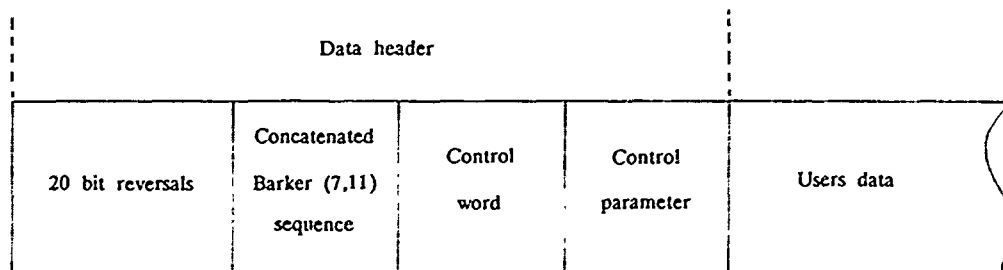 Data header
20 bit reversals
Concatenated
Barker (7,11)
sequence
Control
word
Control
parameter
Users data